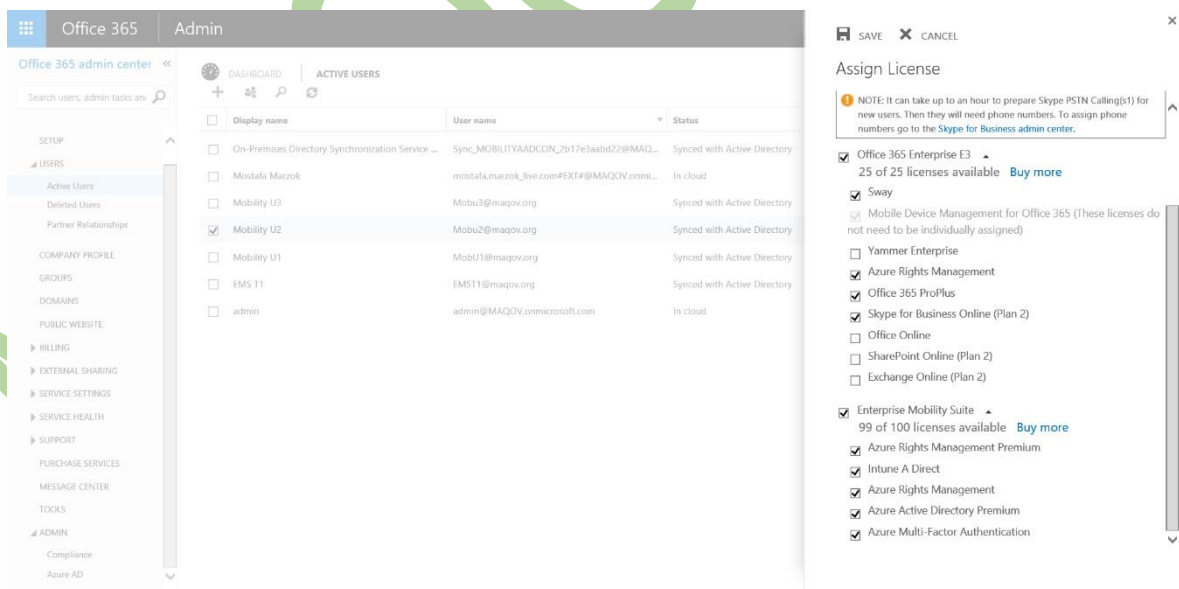 Office 365
Admin
Office 365 admin center «
Search users, admin tasks an
SETUP
USERS
Active Users
Deleted Users
Partner Relationships
COMPANY PROFILE
GROUPS
DOMAINS
PUBLIC WEBSITE
BILLING
EXTERNAL SHARING
SERVICE SETTINGS
SERVICE HEALTH
SUPPORT
PURCHASE SERVICES
MESSAGE CENTER
TOOLS
ADMIN
Compliance
Azure AD
DASHBOARD
ACTIVE USERS
Display name User name Status
On-Premises Directory Synchronization Service ... Sync_MOBILITYAADCON_2b17e3aabd22@MAQ... Synced with Active Directory
Mostafa Marzok mostafa.marzok_live.com#EXT#@MAQOV.onmi... In cloud
Mobility U3 Mobu3@maqov.org Synced with Active Directory
Mobility U2 Mobu2@maqov.org Synced with Active Directory
Mobility U1 MobU1@maqov.org Synced with Active Directory
EMS T1 EMST1@maqov.org Synced with Active Directory
admin admin@MAQOV.onmicrosoft.com In cloud
SAVE CANCEL
Assign License
NOTE: It can take up to an hour to prepare Skype PSTN Calling(s1) for
new users. Then they will need phone numbers. To assign phone
numbers go to the Skype for Business admin center.
Office 365 Enterprise E3
25 of 25 licenses available Buy more
Sway
Mobile Device Management for Office 365 (These licenses do
not need to be individually assigned)
Yammer Enterprise
Azure Rights Management
Office 365 ProPlus
Skype for Business Online (Plan 2)
Office Online
SharePoint Online (Plan 2)
Exchange Online (Plan 2)
Enterprise Mobility Suite
99 of 100 licenses available Buy more
Azure Rights Management Premium
Intune A Direct
Azure Rights Management
Azure Active Directory Premium
Azure Multi-Factor Authentication